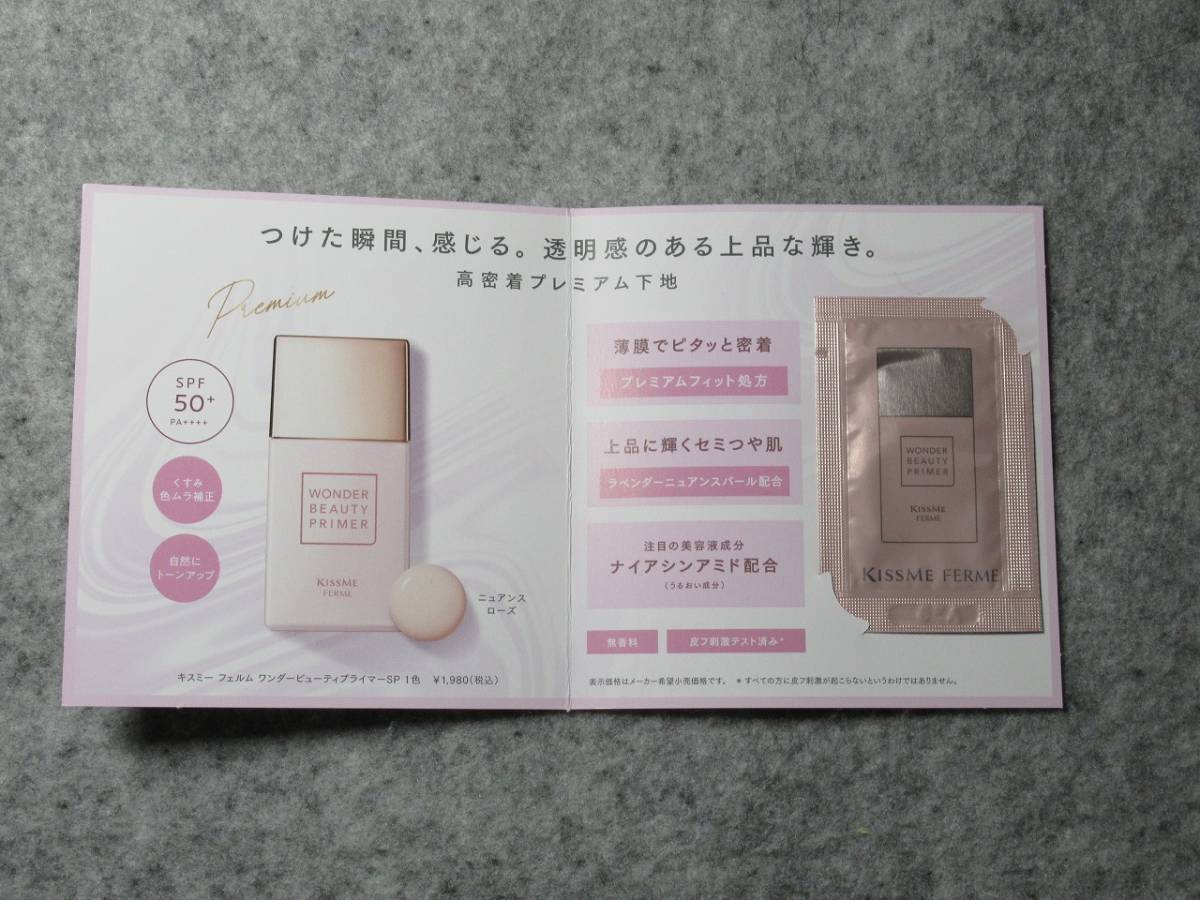 つけた瞬間、感じる。透明感のある上品な輝き。
高密着プレミアム下地
Premium
SPF
50+
PA++++
くすみ
色ムラ補正
自然に
トーンアップ
WONDER
BEAUTY
PRIMER
KISSME
FERME
ニュアンス
ローズ
キスミー フェルム ワンダービューティプライマーSP 1色 ¥1,980(税込)
薄膜でピタッと密着
プレミアムフィット処方
上品に輝くセミつや肌
ラベンダーニュアンスパール配合
注目の美容液成分
ナイアシンアミド配合
(うるおい成分)
無香料
皮フ刺激テスト済み*
表示価格はメーカー希望小売価格です。 *すべての方に皮フ刺激が起こらないというわけではありません。
WONDER
BEAUTY
PRIMER
KISSME
FERME
KISSME FERME